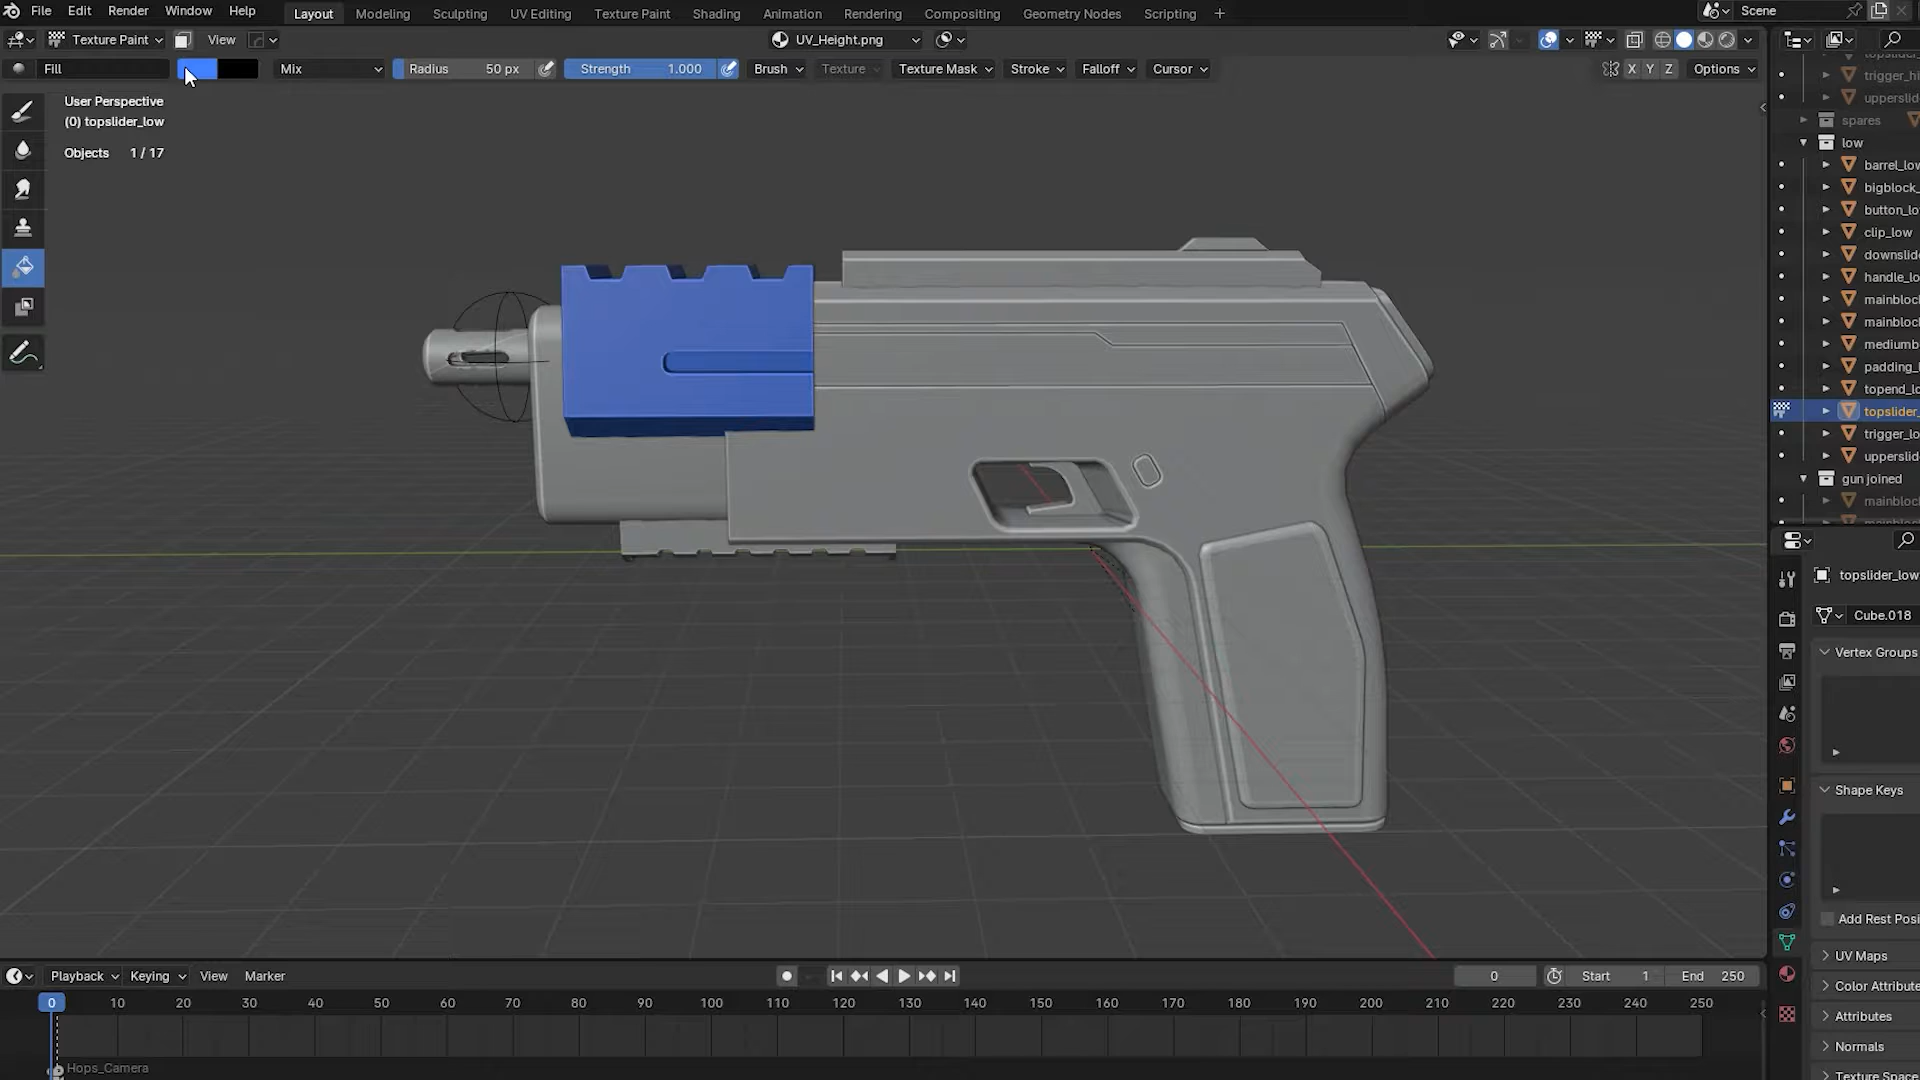 File Edit Render Window Help Layout Modeling Sculpting UV Editing Texture Paint Shading Animation Rendering Compositing Geometry Nodes Scripting + Scene
Texture Paint View UV_Height.png
Fill Mix Radius 50 px Strength 1.000 Brush Texture Texture Mask Stroke Falloff Cursor X Y Z Options
User Perspective
(0) topslider_low
Objects 1 / 17
trigger_hi
upperslid
spares
low
barrel_low
bigblock_
button_lo
clip_low
downslid
handle_lo
mainbloc
mainbloc
mediumb
padding_l
topend_lo
topslider_
trigger_lo
upperslid
gun joined
mainbloc
topslider_low
Cube.018
Vertex Groups
Shape Keys
Add Rest Posi
UV Maps
Color Attribute
Attributes
Normals
Texture Space
Playback Keying View Marker 0 Start 1 End 250
0 10 20 30 40 50 60 70 80 90 100 110 120 130 140 150 160 170 180 190 200 210 220 230 240 250
Hops_Camera